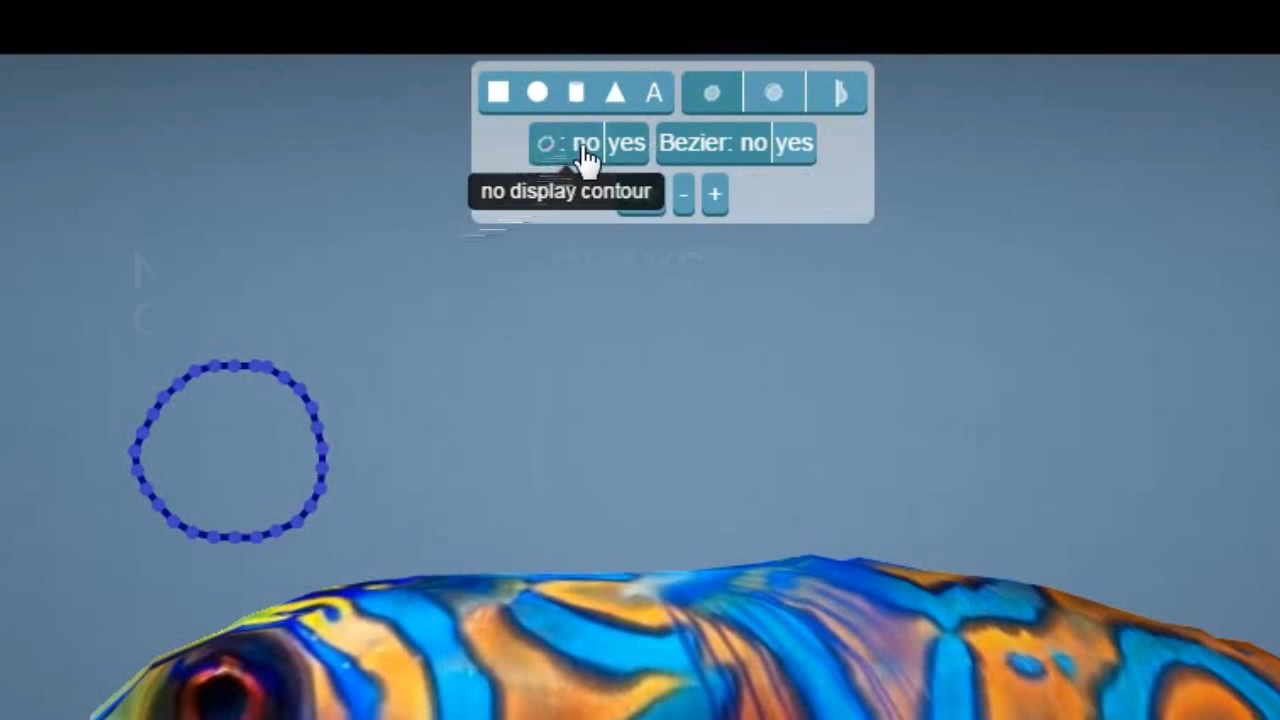 A
: no yes Bezier: no yes
no display contour - +